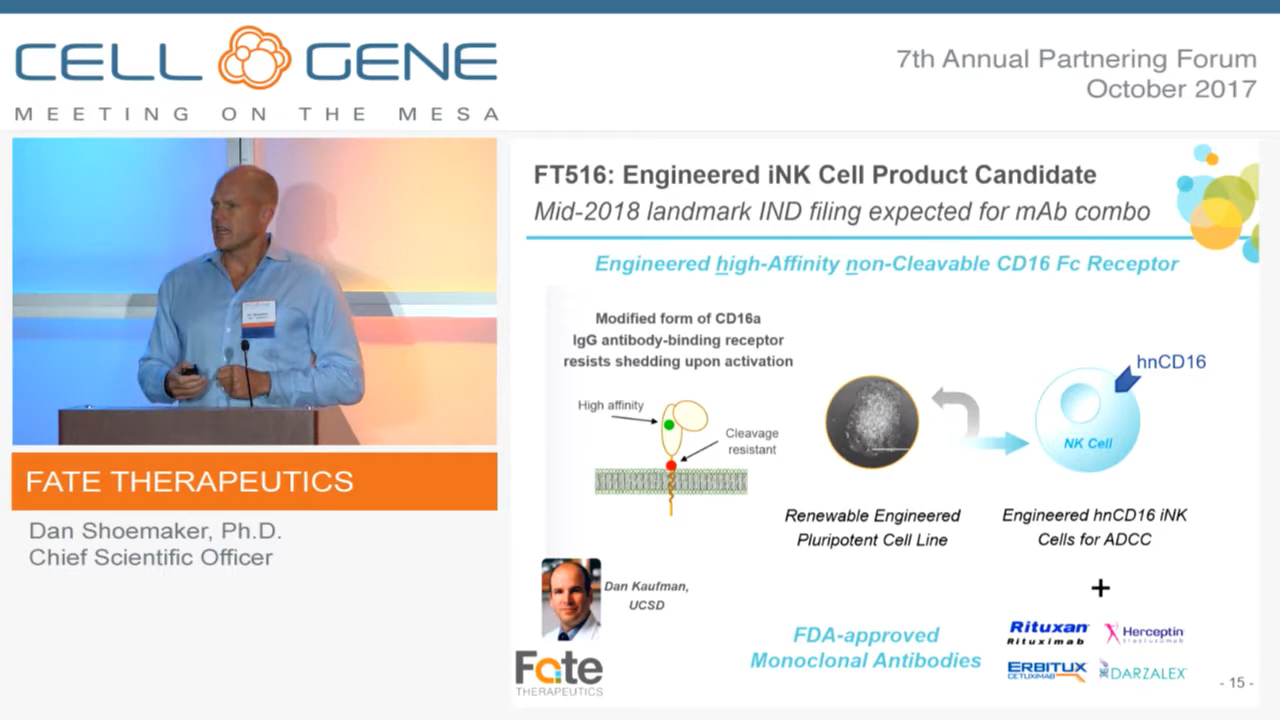 CELL GENE
MEETING ON THE MESA
7th Annual Partnering Forum
October 2017
FATE THERAPEUTICS
Dan Shoemaker, Ph.D.
Chief Scientific Officer
FT516: Engineered iNK Cell Product Candidate
Mid-2018 landmark IND filing expected for mAb combo
Engineered high-Affinity non-Cleavable CD16 Fc Receptor
Modified form of CD16a
IgG antibody-binding receptor
resists shedding upon activation
High affinity
Cleavage
resistant
hnCD16
NK Cell
Renewable Engineered
Pluripotent Cell Line
Engineered hnCD16 iNK
Cells for ADCC
+
Dan Kaufman,
UCSD
FDA-approved
Monoclonal Antibodies
Rituxan
Rituximab
Herceptin
trastuzumab
ERBITUX
CETUXIMAB
DARZALEX
Fate
THERAPEUTICS
- 15 -